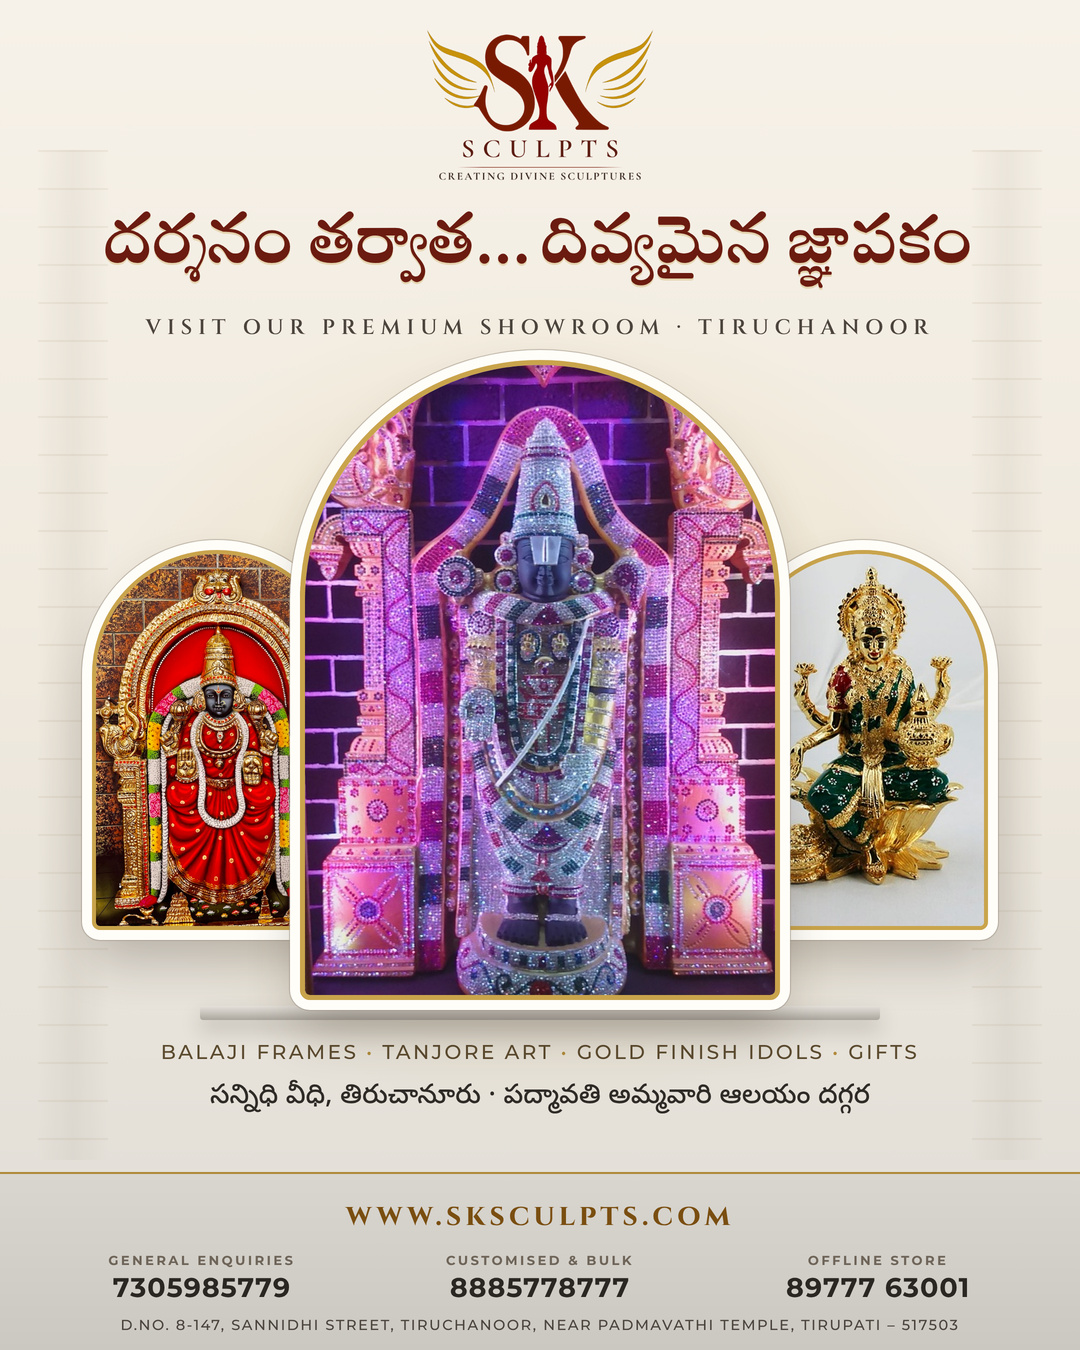 SK
SCULPTS
CREATING DIVINE SCULPTURES
దర్శనం తర్వాత... దివ్యమైన జ్ఞాపకం
VISIT OUR PREMIUM SHOWROOM · TIRUCHANOOR
BALAJI FRAMES · TANJORE ART · GOLD FINISH IDOLS · GIFTS
సన్నిధి వీధి, తిరుచానూరు · పద్మావతి అమ్మవారి ఆలయం దగ్గర
WWW.SKSCULPTS.COM
GENERAL ENQUIRIES
7305985779
CUSTOMISED & BULK
8885778777
OFFLINE STORE
89777 63001
D.NO. 8-147, SANNIDHI STREET, TIRUCHANOOR, NEAR PADMAVATHI TEMPLE, TIRUPATI – 517503